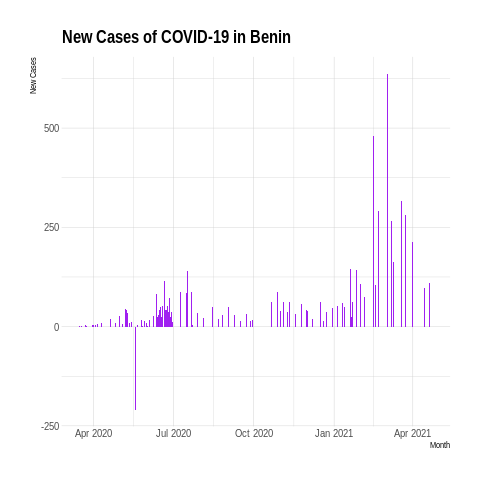 New Cases of COVID-19 in Benin
New Cases
500
250
0
-250
Apr 2020 Jul 2020 Oct 2020 Jan 2021 Apr 2021
Month